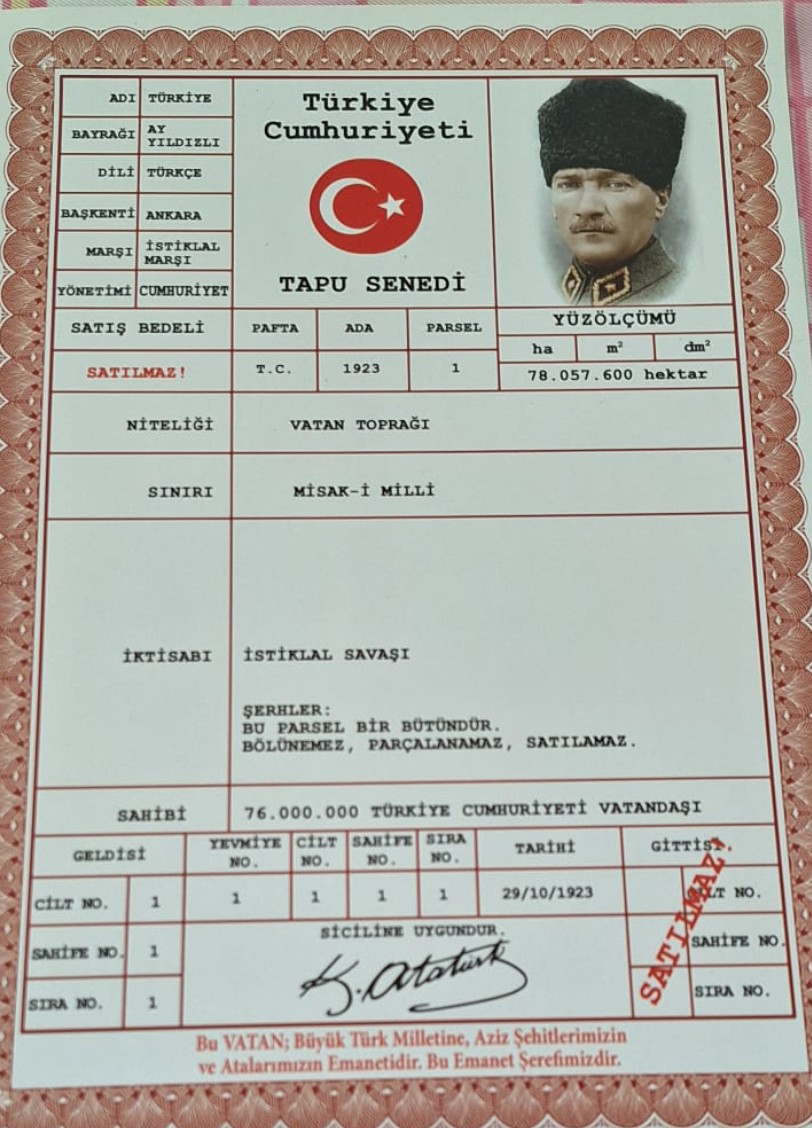 ADI TÜRKİYE
BAYRAĞI AY YILDIZLI
DİLİ TÜRKÇE
BAŞKENTİ ANKARA
MARŞI İSTİKLAL MARŞI
YÖNETİMİ CUMHURİYET
Türkiye
Cumhuriyeti
TAPU SENEDİ
SATIŞ BEDELİ PAFTA ADA PARSEL YÜZÖLÇÜMÜ
ha m² dm²
SATILMAZ! T.C. 1923 1 78.057.600 hektar
NİTELİĞİ VATAN TOPRAĞI
SINIRI MİSAK-İ MİLLİ
İKTİSABI İSTİKLAL SAVAŞI
ŞERHLER:
BU PARSEL BİR BÜTÜNDÜR.
BÖLÜNEMEZ, PARÇALANAMAZ, SATILAMAZ.
SAHİBİ 76.000.000 TÜRKİYE CUMHURİYETİ VATANDAŞI
GELDİSİ YEVMİYE NO. CİLT NO. SAHİFE NO. SIRA NO. TARİHİ GİTTİSİ
CİLT NO. 1 1 1 1 1 29/10/1923 CİLT NO.
SAHİFE NO. 1 SİCİLİNE UYGUNDUR. SAHİFE NO.
K. Atatürk
SIRA NO. 1 SIRA NO.
SATILMAZ!
Bu VATAN; Büyük Türk Milletine, Aziz Şehitlerimizin
ve Atalarımızın Emanetidir. Bu Emanet Şerefimizdir.